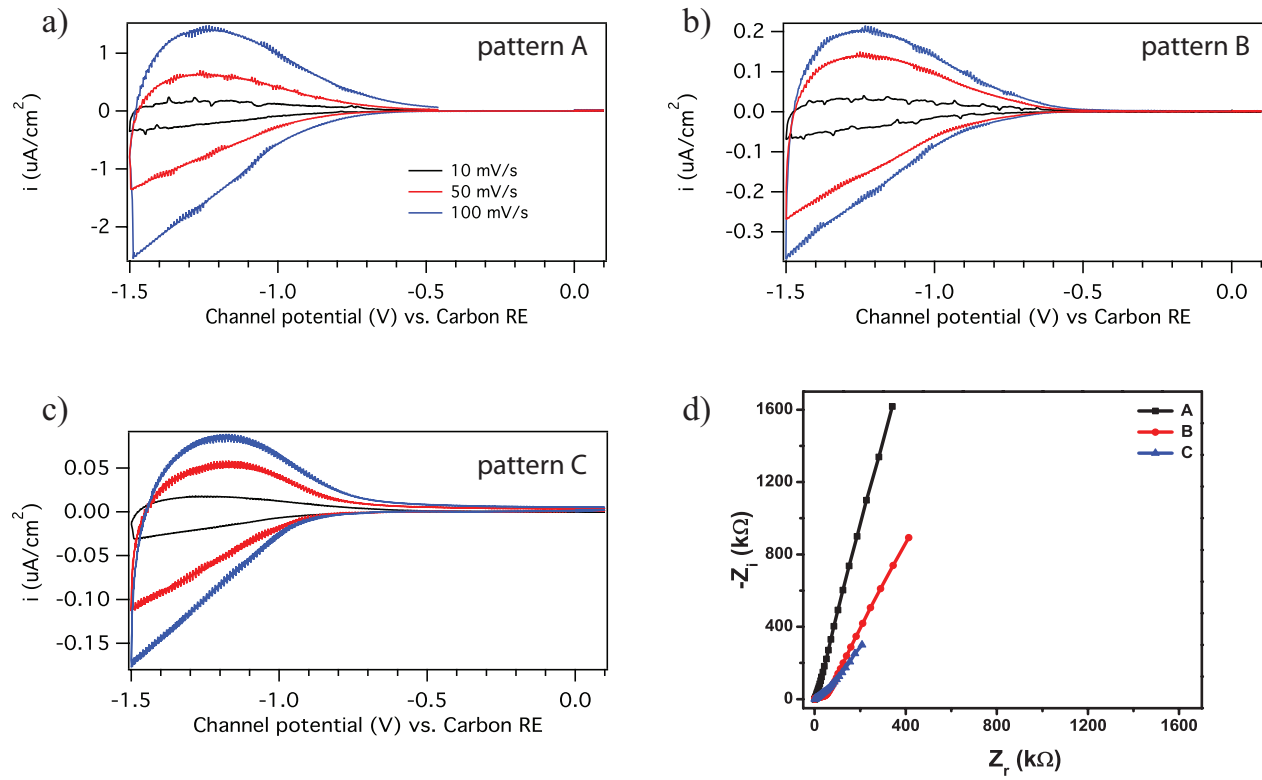 a)
pattern A
i (uA/cm²)
1
0
-1
-2
10 mV/s
50 mV/s
100 mV/s
-1.5
-1.0
-0.5
0.0
Channel potential (V) vs. Carbon RE
b)
pattern B
i (uA/cm²)
0.2
0.1
0.0
-0.1
-0.2
-0.3
-1.5
-1.0
-0.5
0.0
Channel potential (V) vs Carbon RE
c)
pattern C
i (uA/cm²)
0.05
0.00
-0.05
-0.10
-0.15
-1.5
-1.0
-0.5
0.0
Channel potential (V) vs. Carbon RE
d)
A
B
C
-Zᵢ (kΩ)
1600
1200
800
400
0
0
400
800
1200
1600
Zᵣ (kΩ)